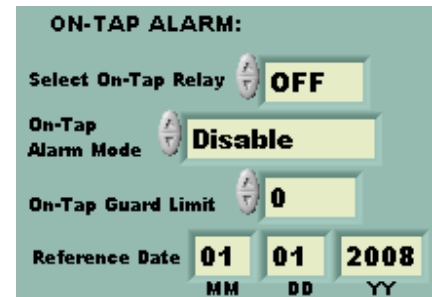 ON-TAP ALARM:
Select On-Tap Relay OFF
On-Tap
Alarm Mode Disable
On-Tap Guard Limit 0
Reference Date 01 01 2008
MM DD YY